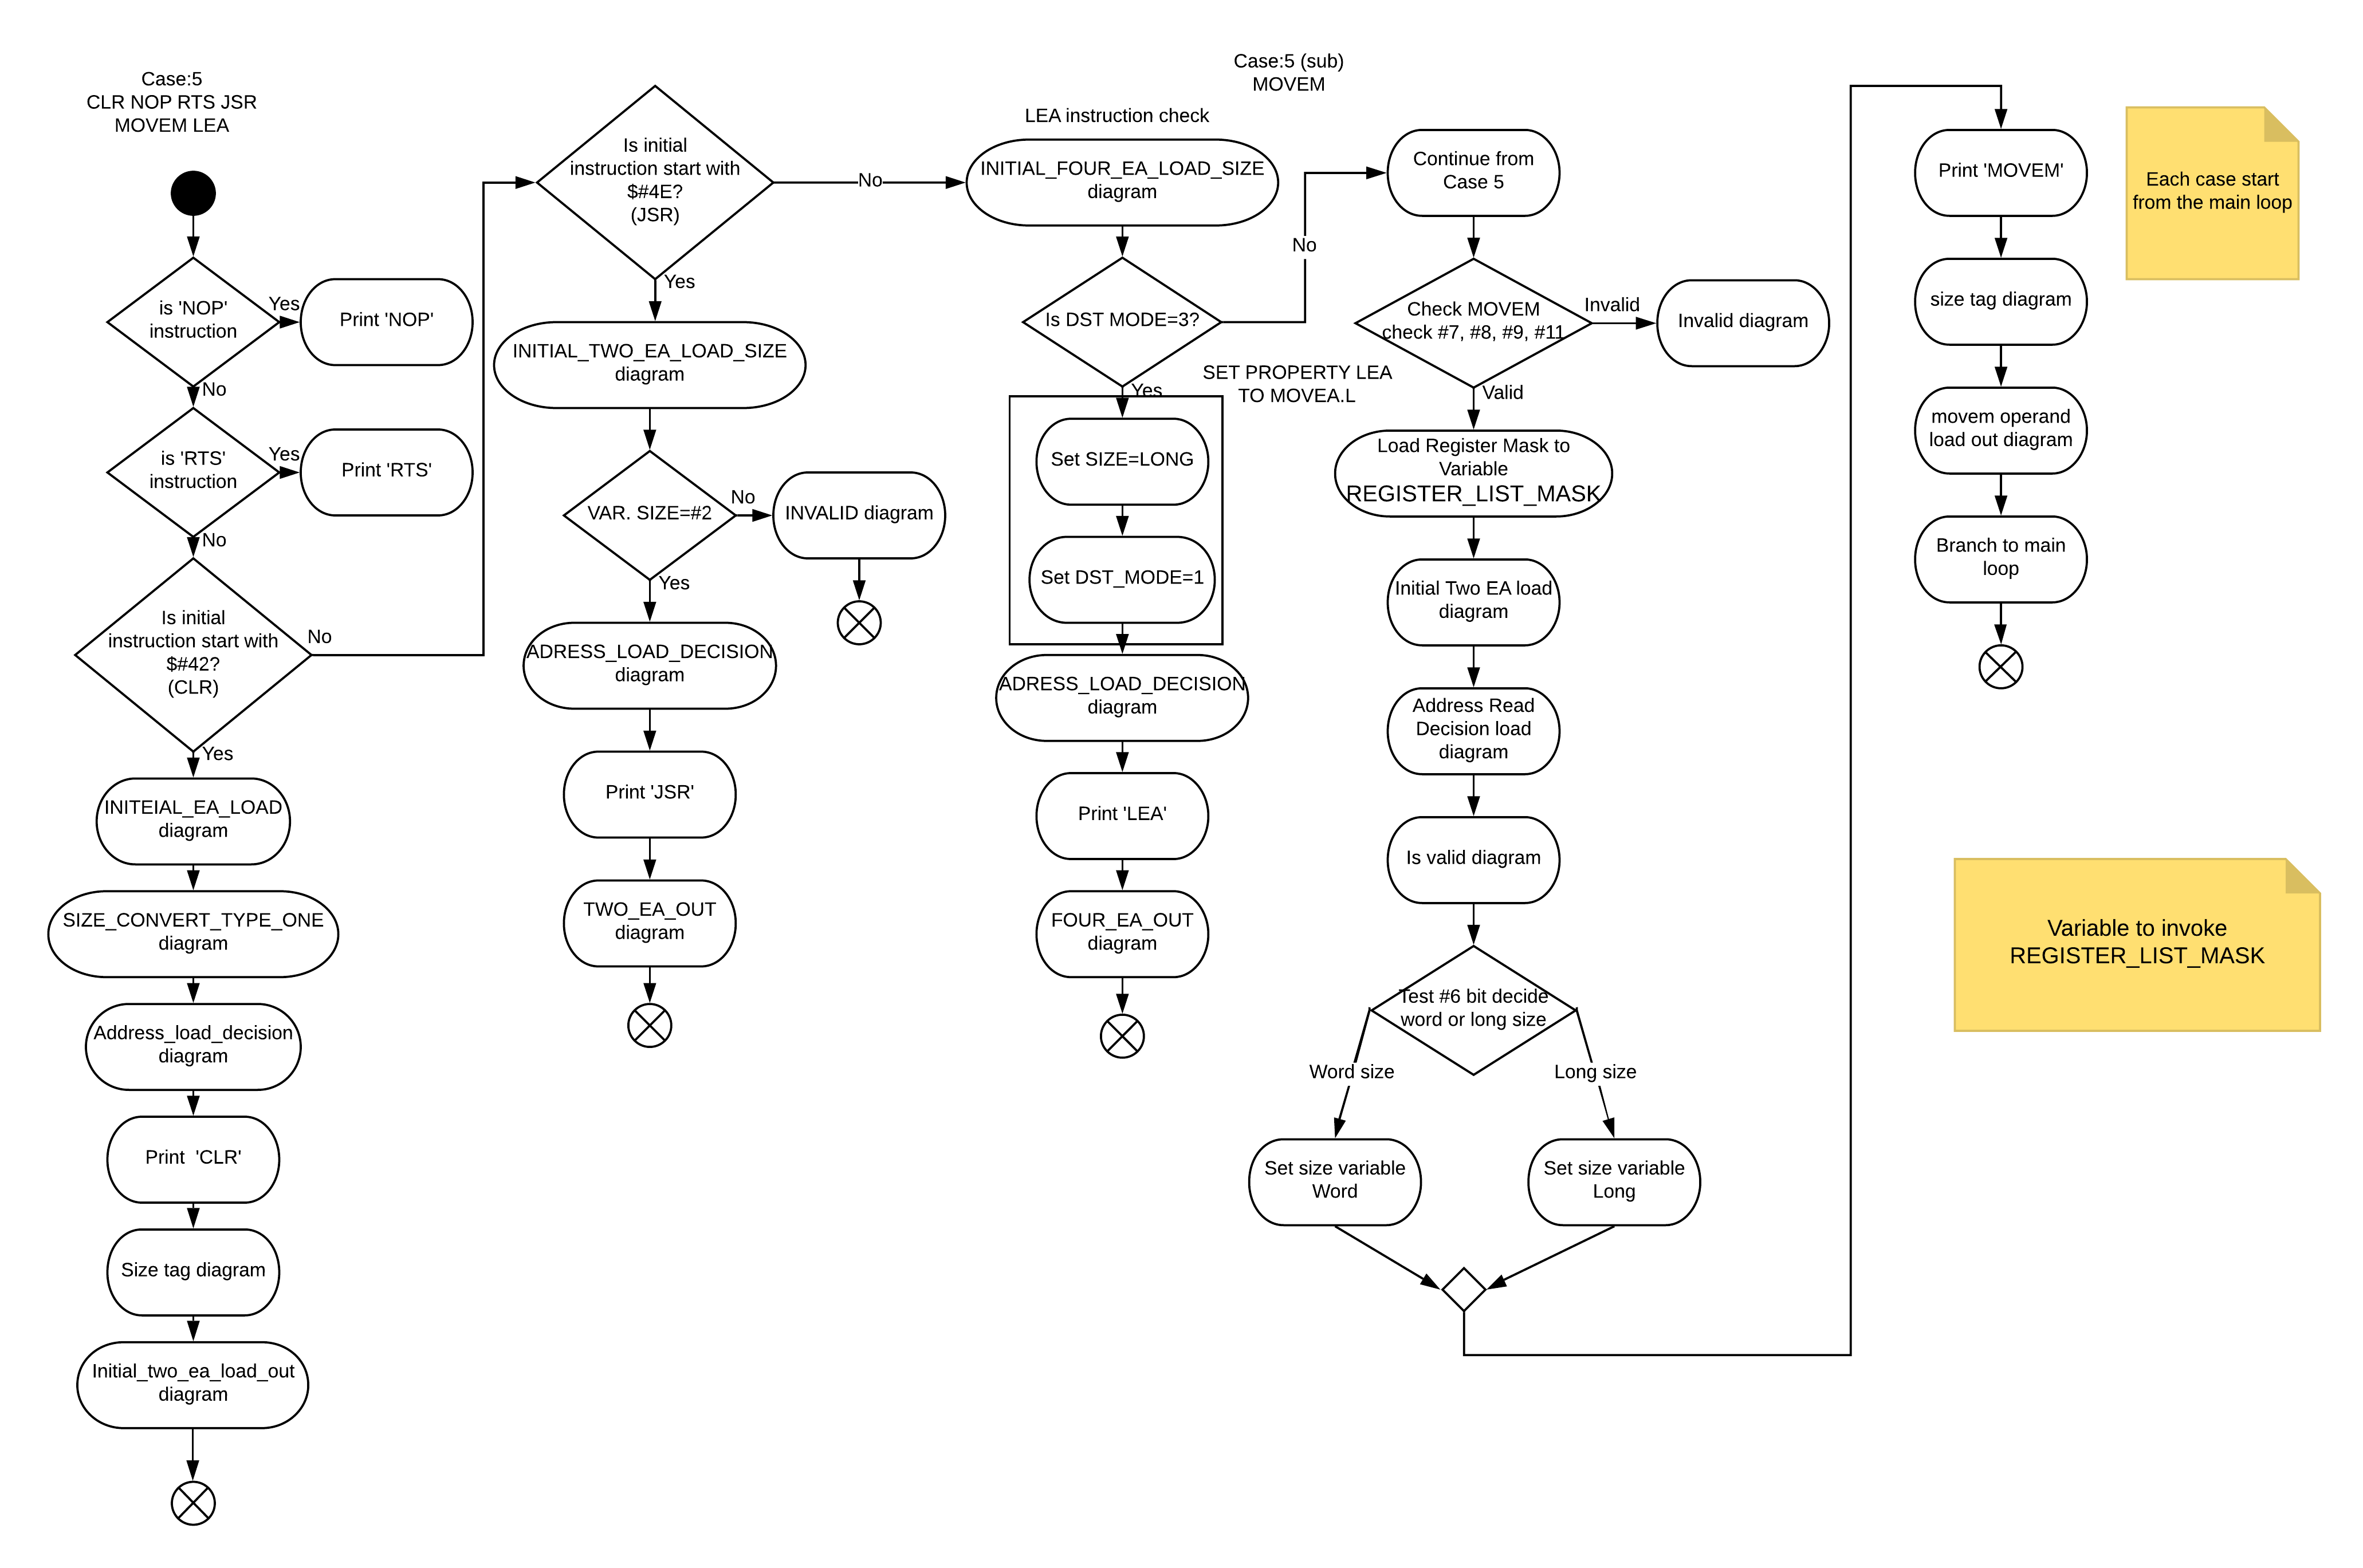 Case:5
CLR NOP RTS JSR
MOVEM LEA
is 'NOP'
instruction
Yes
Print 'NOP'
No
is 'RTS'
instruction
Yes
Print 'RTS'
No
Is initial
instruction start with
$#42?
(CLR)
No
Yes
INITEIAL_EA_LOAD
diagram
SIZE_CONVERT_TYPE_ONE
diagram
Address_load_decision
diagram
Print  'CLR'
Size tag diagram
Initial_two_ea_load_out
diagram
Is initial
instruction start with
$#4E?
(JSR)
No
Yes
INITIAL_TWO_EA_LOAD_SIZE
diagram
VAR. SIZE=#2
No
INVALID diagram
Yes
ADRESS_LOAD_DECISION
diagram
Print 'JSR'
TWO_EA_OUT
diagram
LEA instruction check
INITIAL_FOUR_EA_LOAD_SIZE
diagram
Is DST MODE=3?
No
Yes
SET PROPERTY LEA
TO MOVEA.L
Set SIZE=LONG
Set DST_MODE=1
ADRESS_LOAD_DECISION
diagram
Print 'LEA'
FOUR_EA_OUT
diagram
Case:5 (sub)
MOVEM
Continue from
Case 5
Check MOVEM
check #7, #8, #9, #11
Invalid
Invalid diagram
Valid
Load Register Mask to
Variable
REGISTER_LIST_MASK
Initial Two EA load
diagram
Address Read
Decision load
diagram
Is valid diagram
Test #6 bit decide
word or long size
Word size
Long size
Set size variable
Word
Set size variable
Long
Print 'MOVEM'
size tag diagram
movem operand
load out diagram
Branch to main
loop
Each case start
from the main loop
Variable to invoke
REGISTER_LIST_MASK